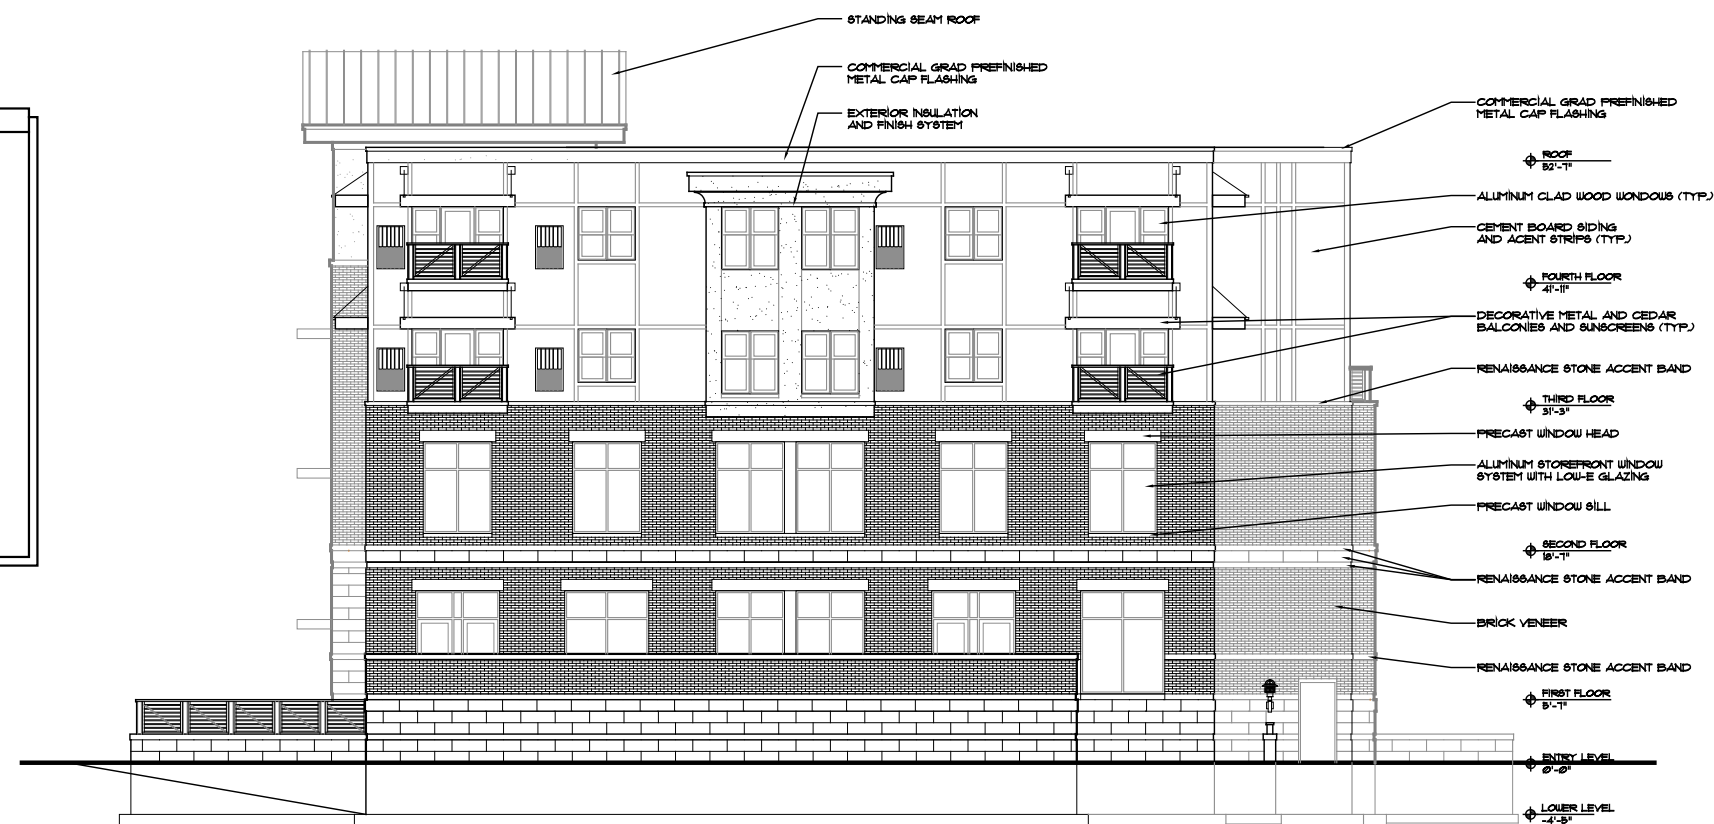 STANDING SEAM ROOF
COMMERCIAL GRAD PREFINISHED
METAL CAP FLASHING
EXTERIOR INSULATION
AND FINISH SYSTEM
COMMERCIAL GRAD PREFINISHED
METAL CAP FLASHING
ROOF
52'-7"
ALUMINUM CLAD WOOD WONDOWS (TYP.)
CEMENT BOARD SIDING
AND ACENT STRIPS (TYP.)
FOURTH FLOOR
41'-11"
DECORATIVE METAL AND CEDAR
BALCONIES AND SUNSCREENS (TYP.)
RENAISSANCE STONE ACCENT BAND
THIRD FLOOR
31'-3"
PRECAST WINDOW HEAD
ALUMINUM STOREFRONT WINDOW
SYSTEM WITH LOW-E GLAZING
PRECAST WINDOW SILL
SECOND FLOOR
18'-7"
RENAISSANCE STONE ACCENT BAND
BRICK VENEER
RENAISSANCE STONE ACCENT BAND
FIRST FLOOR
5'-7"
ENTRY LEVEL
0'-0"
LOWER LEVEL
-4'-5"